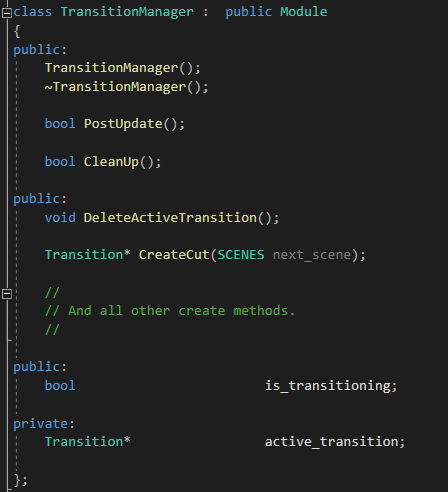 class TransitionManager :  public Module
{
public:
    TransitionManager();
    ~TransitionManager();

    bool PostUpdate();

    bool CleanUp();

public:
    void DeleteActiveTransition();

    Transition* CreateCut(SCENES next_scene);

    //
    // And all other create methods.
    //

public:
    bool                    is_transitioning;

private:
    Transition*             active_transition;

};